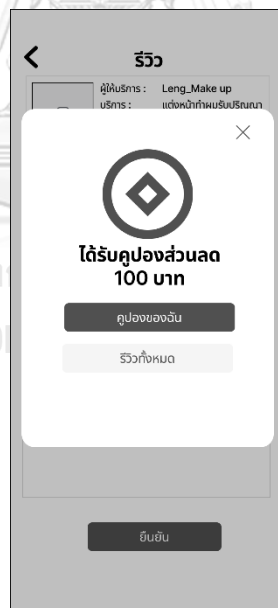 รีวิว
ผู้ให้บริการ : Leng_Make up
บริการ : แต่งหน้าทำผมรับปริญญา
ได้รับคูปองส่วนลด
100 บาท
คูปองของฉัน
รีวิวทั้งหมด
ยืนยัน